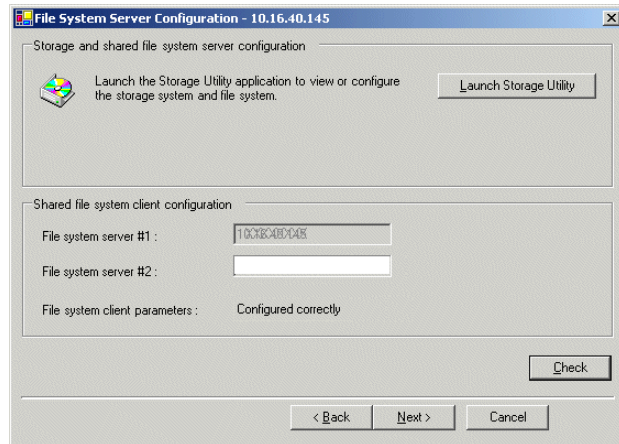 File System Server Configuration - 10.16.40.145
Storage and shared file system server configuration
Launch the Storage Utility application to view or configure
the storage system and file system.
Launch Storage Utility
Shared file system client configuration
File system server #1 :
File system server #2 :
File system client parameters :
Configured correctly
Check
< Back
Next >
Cancel